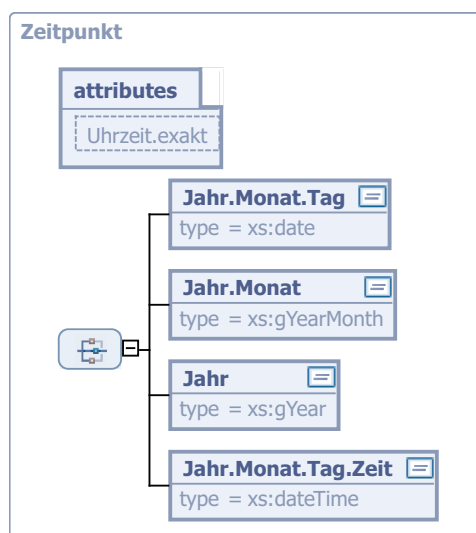 Zeitpunkt
attributes
Uhrzeit.exakt
Jahr.Monat.Tag
type = xs:date
Jahr.Monat
type = xs:gYearMonth
Jahr
type = xs:gYear
Jahr.Monat.Tag.Zeit
type = xs:dateTime